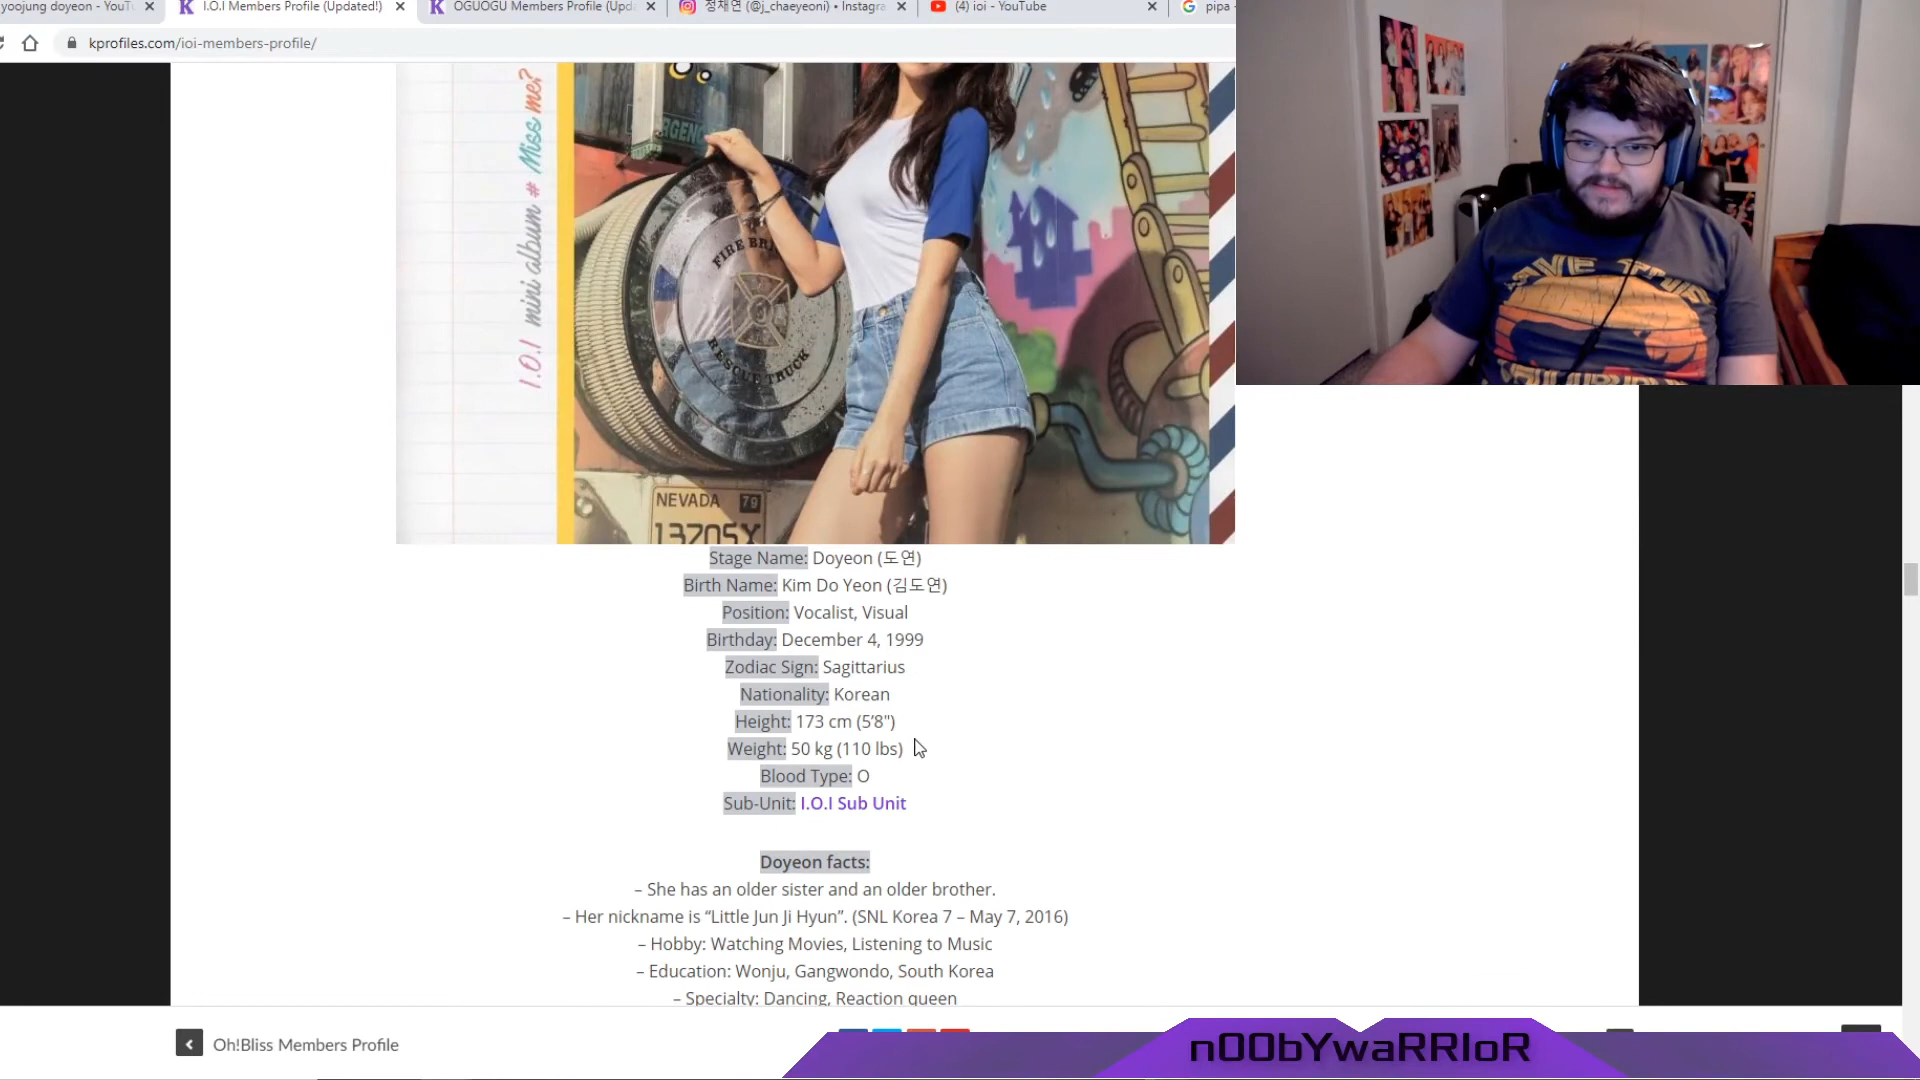 yoojung doyeon - YouT
I.O.I Members Profile (Updated!)
OGUOGU Members Profile (Upd
정채연 (@j_chaeyeoni) • Instagra
(4) ioi - YouTube
pipa -
kprofiles.com/ioi-members-profile/
I.O.I mini album # Miss me?
FIRE BRI
RESCUE TRUCK
NEVADA 79
13705X
Stage Name: Doyeon (도연)
Birth Name: Kim Do Yeon (김도연)
Position: Vocalist, Visual
Birthday: December 4, 1999
Zodiac Sign: Sagittarius
Nationality: Korean
Height: 173 cm (5’8")
Weight: 50 kg (110 lbs)
Blood Type: O
Sub-Unit: I.O.I Sub Unit
Doyeon facts:
– She has an older sister and an older brother.
– Her nickname is “Little Jun Ji Hyun”. (SNL Korea 7 – May 7, 2016)
– Hobby: Watching Movies, Listening to Music
– Education: Wonju, Gangwondo, South Korea
– Specialty: Dancing, Reaction queen
Oh!Bliss Members Profile
n00bYwaRRIoR